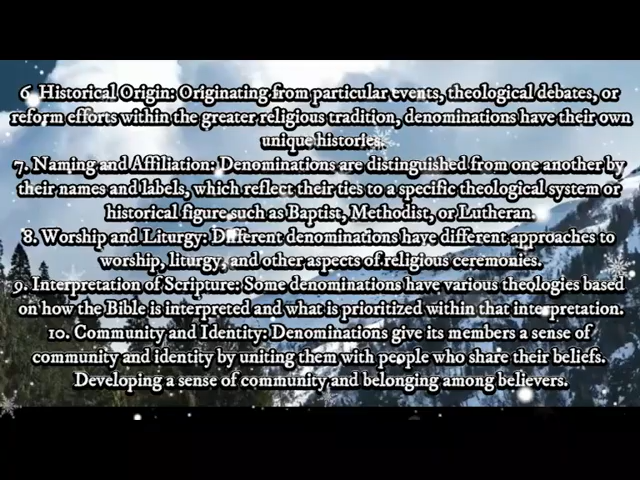 6. Historical Origin: Originating from particular events, theological debates, or
reform efforts within the greater religious tradition, denominations have their own
unique histories.
7. Naming and Affiliation: Denominations are distinguished from one another by
their names and labels, which reflect their ties to a specific theological system or
historical figure such as Baptist, Methodist, or Lutheran.
8. Worship and Liturgy: Different denominations have different approaches to
worship, liturgy, and other aspects of religious ceremonies.
9. Interpretation of Scripture: Some denominations have various theologies based
on how the Bible is interpreted and what is prioritized within that interpretation.
10. Community and Identity: Denominations give its members a sense of
community and identity by uniting them with people who share their beliefs.
Developing a sense of community and belonging among believers.